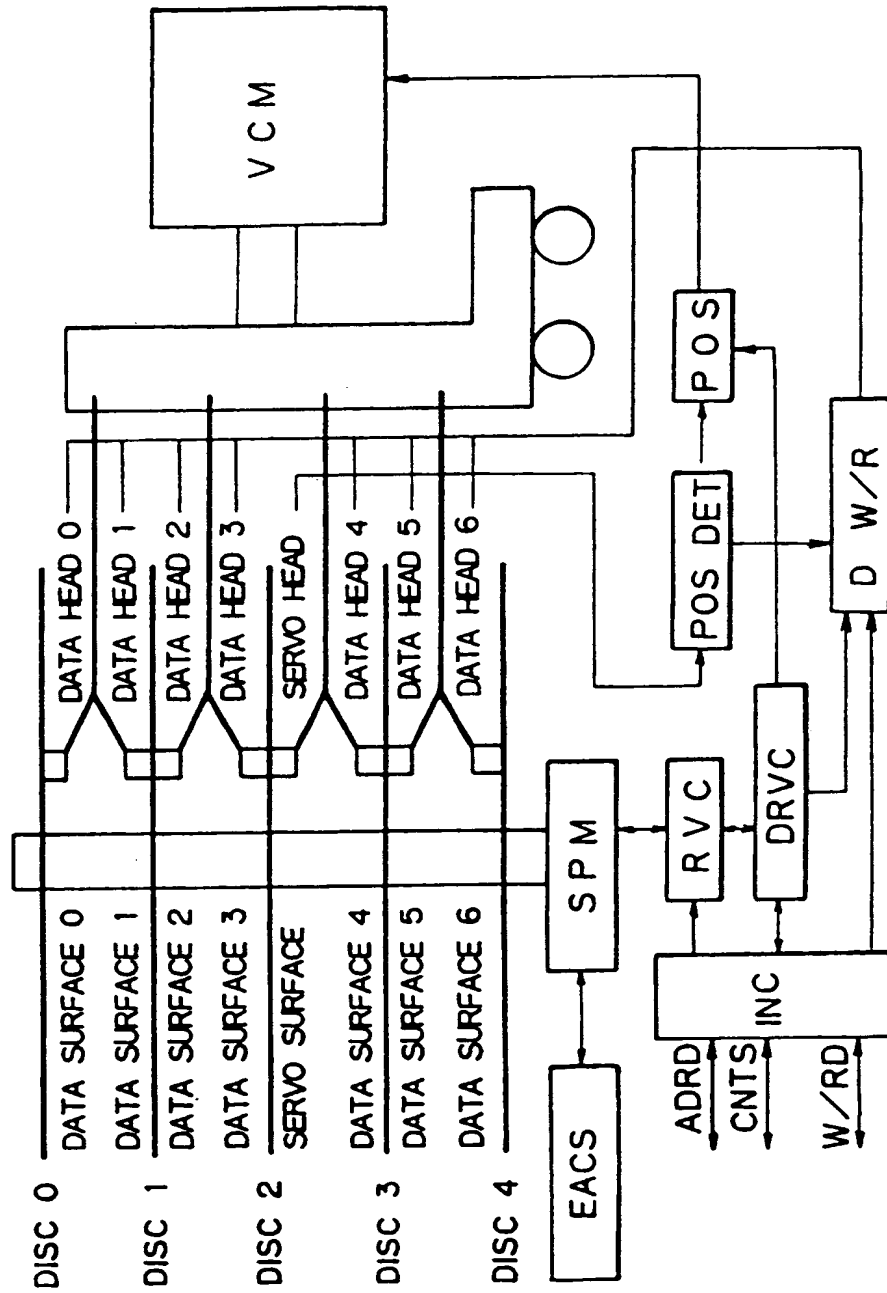 DISC 0
DATA SURFACE 0
DATA HEAD 0
DATA SURFACE 1
DATA HEAD 1
DISC 1
DATA SURFACE 2
DATA HEAD 2
DATA SURFACE 3
DATA HEAD 3
DISC 2
SERVO SURFACE
SERVO HEAD
DATA SURFACE 4
DATA HEAD 4
DISC 3
DATA SURFACE 5
DATA HEAD 5
DATA SURFACE 6
DATA HEAD 6
DISC 4
VCM
EACS
SPM
RVC
DRVC
INC
ADRD
CNTS
W/RD
POS DET
POS
D W/R